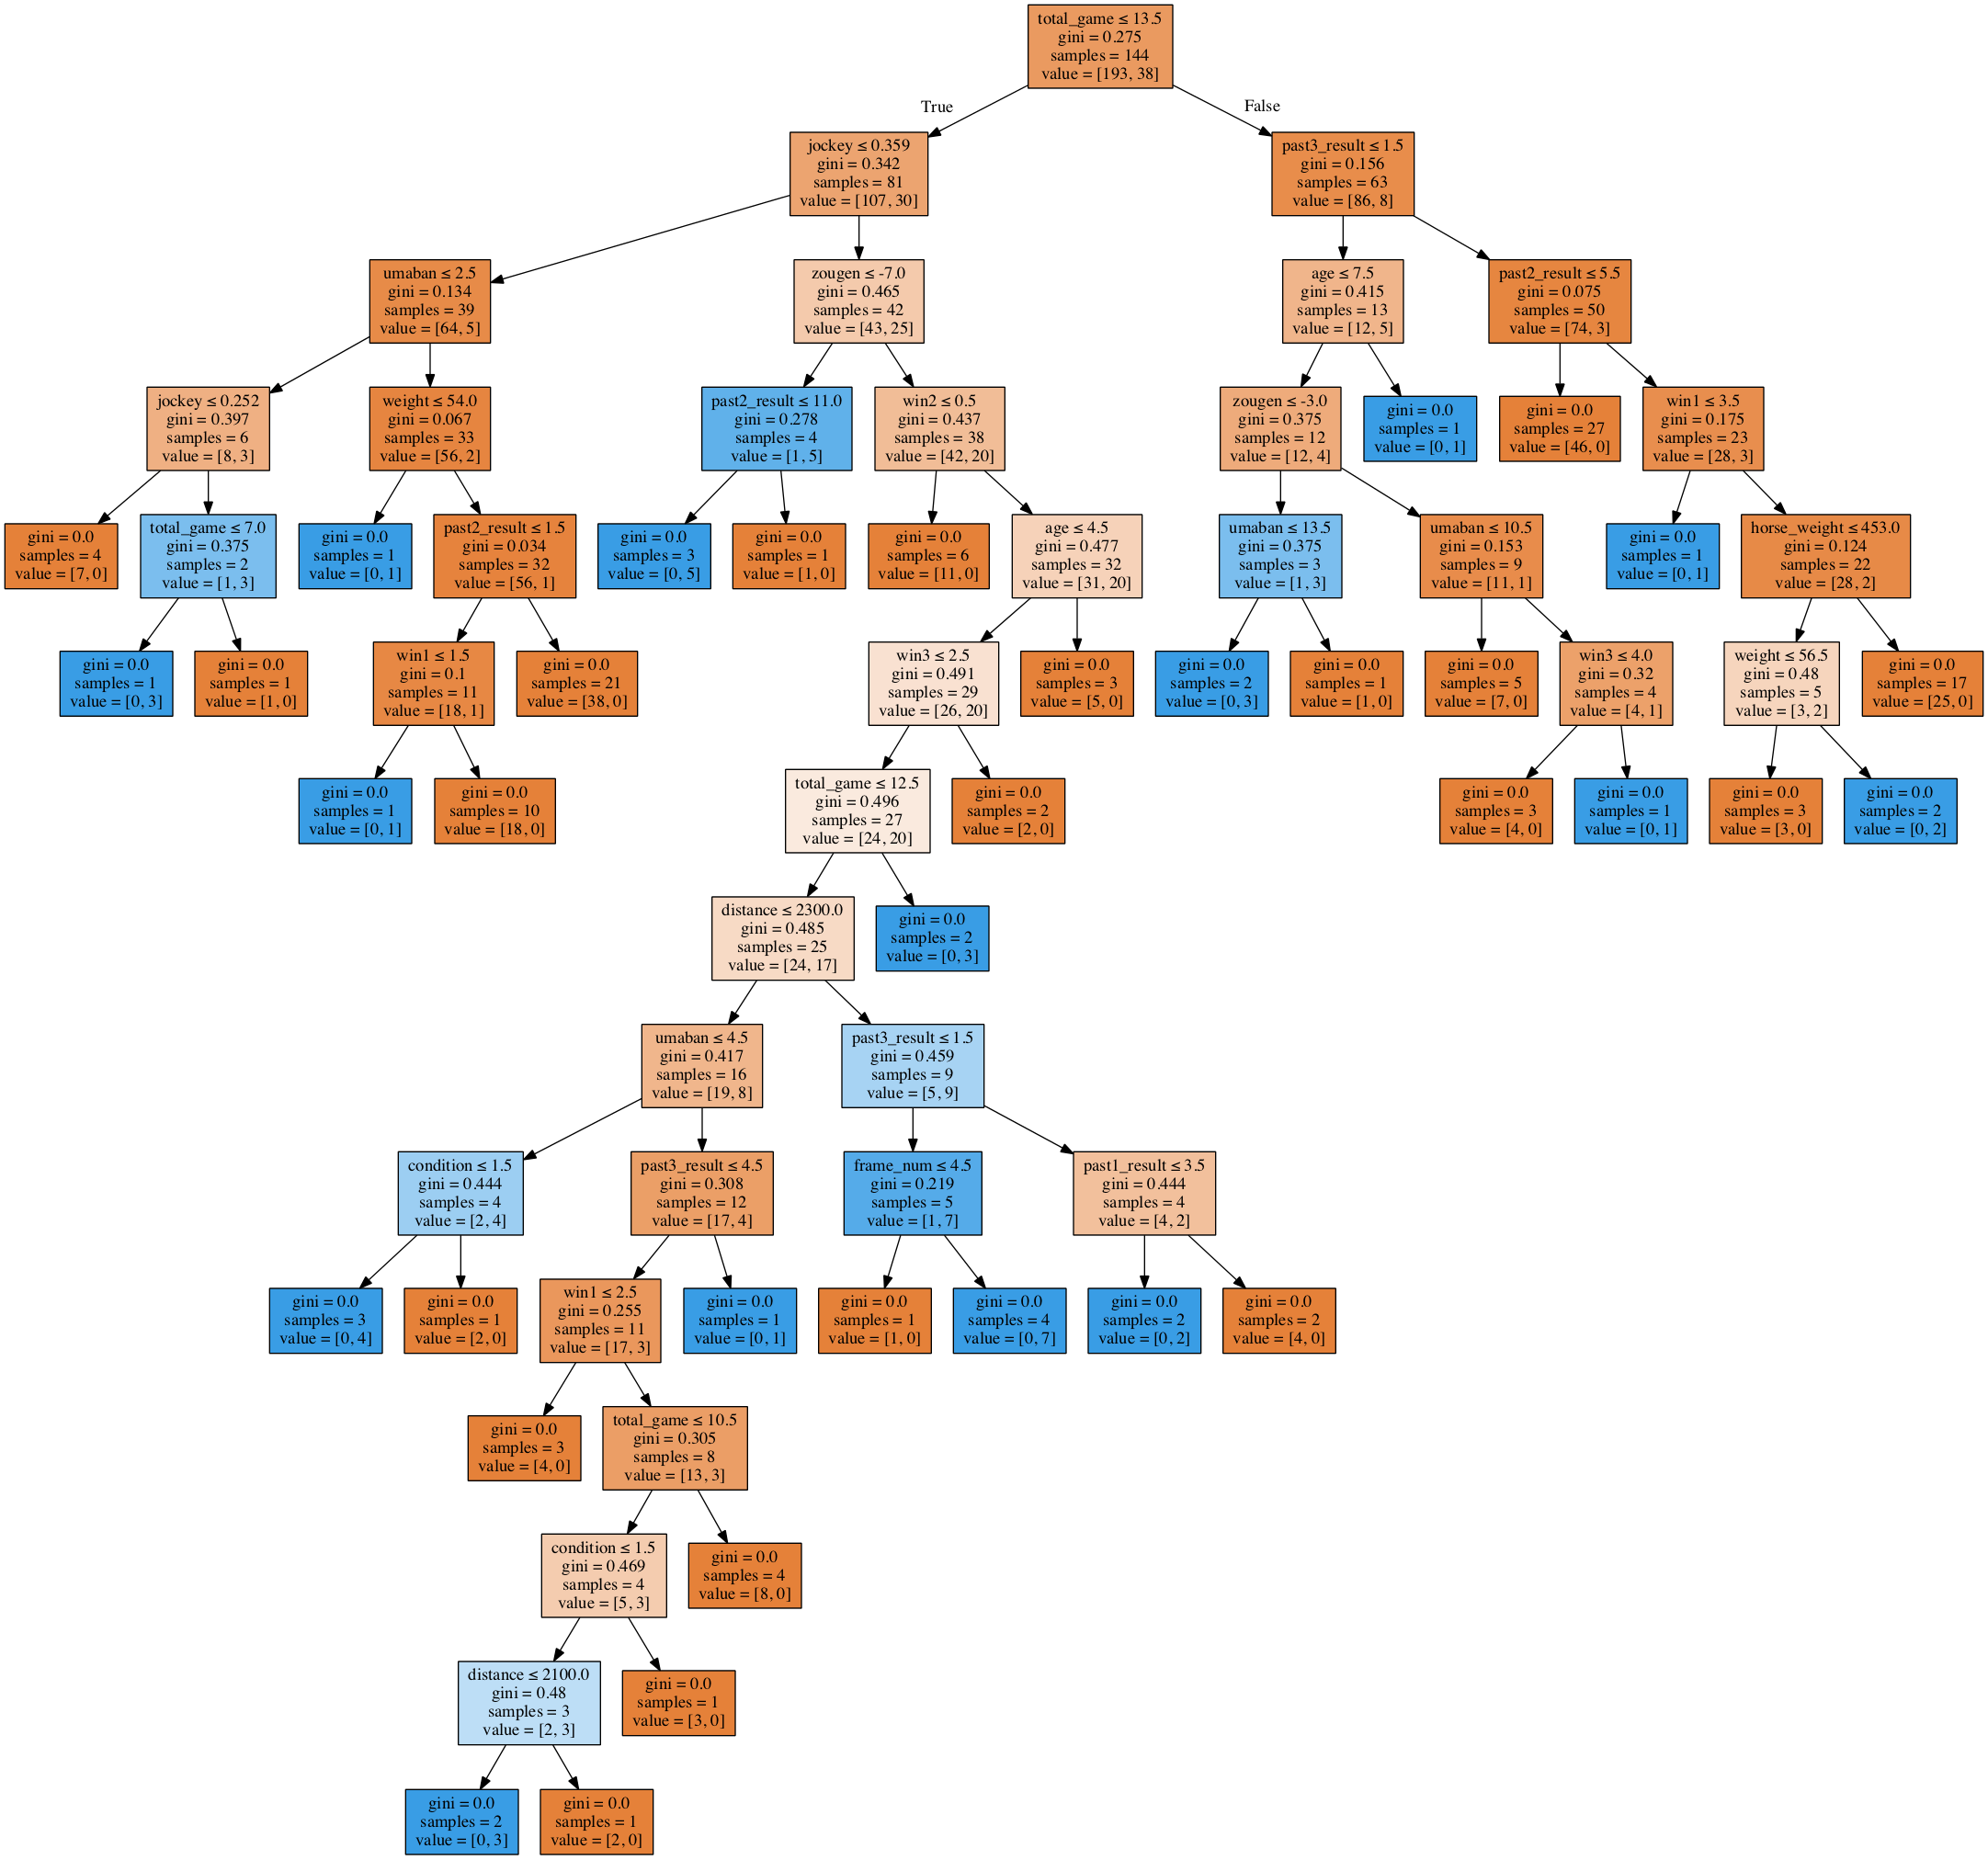 total_game ≤ 13.5
gini = 0.275
samples = 144
value = [193, 38]
True
False
jockey ≤ 0.359
gini = 0.342
samples = 81
value = [107, 30]
past3_result ≤ 1.5
gini = 0.156
samples = 63
value = [86, 8]
umaban ≤ 2.5
gini = 0.134
samples = 39
value = [64, 5]
zougen ≤ -7.0
gini = 0.465
samples = 42
value = [43, 25]
age ≤ 7.5
gini = 0.415
samples = 13
value = [12, 5]
past2_result ≤ 5.5
gini = 0.075
samples = 50
value = [74, 3]
jockey ≤ 0.252
gini = 0.397
samples = 6
value = [8, 3]
weight ≤ 54.0
gini = 0.067
samples = 33
value = [56, 2]
past2_result ≤ 11.0
gini = 0.278
samples = 4
value = [1, 5]
win2 ≤ 0.5
gini = 0.437
samples = 38
value = [42, 20]
zougen ≤ -3.0
gini = 0.375
samples = 12
value = [12, 4]
gini = 0.0
samples = 1
value = [0, 1]
gini = 0.0
samples = 27
value = [46, 0]
win1 ≤ 3.5
gini = 0.175
samples = 23
value = [28, 3]
gini = 0.0
samples = 4
value = [7, 0]
total_game ≤ 7.0
gini = 0.375
samples = 2
value = [1, 3]
gini = 0.0
samples = 1
value = [0, 1]
past2_result ≤ 1.5
gini = 0.034
samples = 32
value = [56, 1]
gini = 0.0
samples = 3
value = [0, 5]
gini = 0.0
samples = 1
value = [1, 0]
gini = 0.0
samples = 6
value = [11, 0]
age ≤ 4.5
gini = 0.477
samples = 32
value = [31, 20]
umaban ≤ 13.5
gini = 0.375
samples = 3
value = [1, 3]
umaban ≤ 10.5
gini = 0.153
samples = 9
value = [11, 1]
gini = 0.0
samples = 1
value = [0, 1]
horse_weight ≤ 453.0
gini = 0.124
samples = 22
value = [28, 2]
gini = 0.0
samples = 1
value = [0, 3]
gini = 0.0
samples = 1
value = [1, 0]
win1 ≤ 1.5
gini = 0.1
samples = 11
value = [18, 1]
gini = 0.0
samples = 21
value = [38, 0]
win3 ≤ 2.5
gini = 0.491
samples = 29
value = [26, 20]
gini = 0.0
samples = 3
value = [5, 0]
gini = 0.0
samples = 2
value = [0, 3]
gini = 0.0
samples = 1
value = [1, 0]
gini = 0.0
samples = 5
value = [7, 0]
win3 ≤ 4.0
gini = 0.32
samples = 4
value = [4, 1]
weight ≤ 56.5
gini = 0.48
samples = 5
value = [3, 2]
gini = 0.0
samples = 17
value = [25, 0]
gini = 0.0
samples = 1
value = [0, 1]
gini = 0.0
samples = 10
value = [18, 0]
total_game ≤ 12.5
gini = 0.496
samples = 27
value = [24, 20]
gini = 0.0
samples = 2
value = [2, 0]
gini = 0.0
samples = 3
value = [4, 0]
gini = 0.0
samples = 1
value = [0, 1]
gini = 0.0
samples = 3
value = [3, 0]
gini = 0.0
samples = 2
value = [0, 2]
distance ≤ 2300.0
gini = 0.485
samples = 25
value = [24, 17]
gini = 0.0
samples = 2
value = [0, 3]
umaban ≤ 4.5
gini = 0.417
samples = 16
value = [19, 8]
past3_result ≤ 1.5
gini = 0.459
samples = 9
value = [5, 9]
condition ≤ 1.5
gini = 0.444
samples = 4
value = [2, 4]
past3_result ≤ 4.5
gini = 0.308
samples = 12
value = [17, 4]
frame_num ≤ 4.5
gini = 0.219
samples = 5
value = [1, 7]
past1_result ≤ 3.5
gini = 0.444
samples = 4
value = [4, 2]
gini = 0.0
samples = 3
value = [0, 4]
gini = 0.0
samples = 1
value = [2, 0]
win1 ≤ 2.5
gini = 0.255
samples = 11
value = [17, 3]
gini = 0.0
samples = 1
value = [0, 1]
gini = 0.0
samples = 1
value = [1, 0]
gini = 0.0
samples = 4
value = [0, 7]
gini = 0.0
samples = 2
value = [0, 2]
gini = 0.0
samples = 2
value = [4, 0]
gini = 0.0
samples = 3
value = [4, 0]
total_game ≤ 10.5
gini = 0.305
samples = 8
value = [13, 3]
condition ≤ 1.5
gini = 0.469
samples = 4
value = [5, 3]
gini = 0.0
samples = 4
value = [8, 0]
distance ≤ 2100.0
gini = 0.48
samples = 3
value = [2, 3]
gini = 0.0
samples = 1
value = [3, 0]
gini = 0.0
samples = 2
value = [0, 3]
gini = 0.0
samples = 1
value = [2, 0]